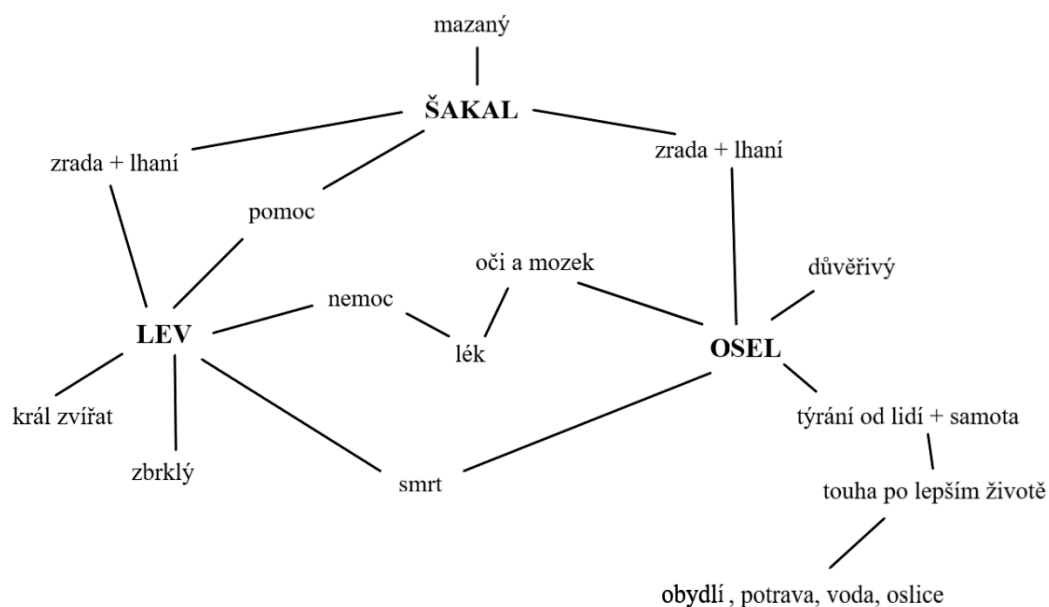 mazaný
ŠAKAL
zrada + lhaní
zrada + lhaní
pomoc
oči a mozek
důvěřivý
nemoc
LEV
lék
OSEL
král zvířat
týrání od lidí + samota
zbrklý
smrt
touha po lepším životě
obydlí , potrava, voda, oslice